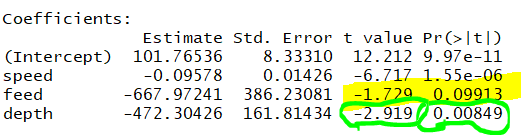 Coefficients:
Estimate Std. Error t value Pr(>|t|)
(Intercept) 101.76536 8.33310 12.212 9.97e-11
speed -0.09578 0.01426 -6.717 1.55e-06
feed -667.97241 386.23081 -1.729 0.09913
depth -472.30426 161.81434 -2.919 0.00849